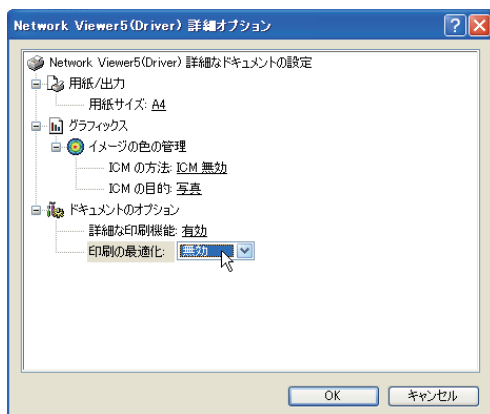 Network Viewer5(Driver) 詳細オプション
Network Viewer5(Driver) 詳細なドキュメントの設定
用紙/出力
用紙サイズ: A4
グラフィックス
イメージの色の管理
ICM の方法: ICM 無効
ICM の目的: 写真
ドキュメントのオプション
詳細な印刷機能: 有効
印刷の最適化: 無効
OK
キャンセル